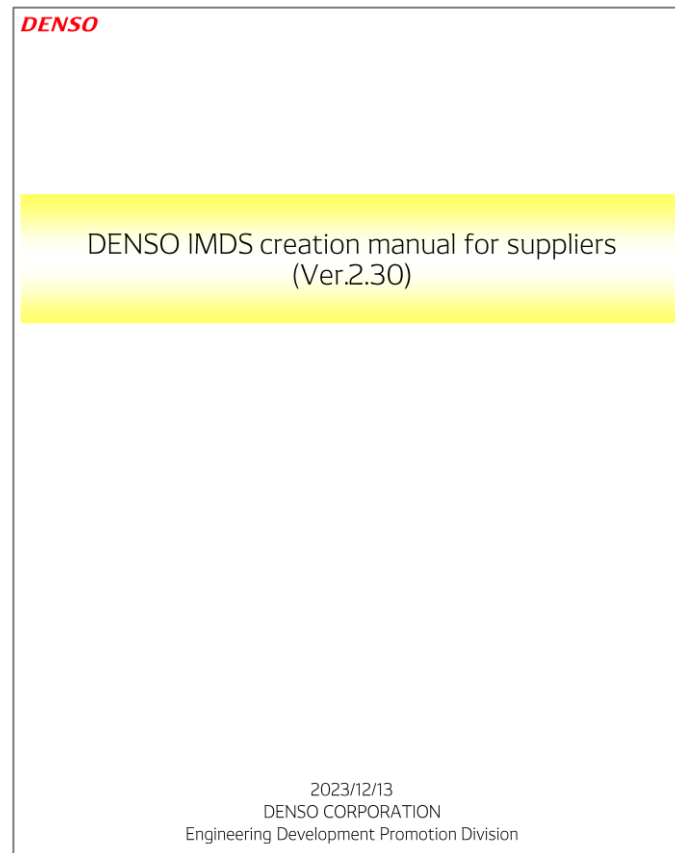 DENSO
DENSO IMDS creation manual for suppliers
(Ver.2.30)
2023/12/13
DENSO CORPORATION
Engineering Development Promotion Division